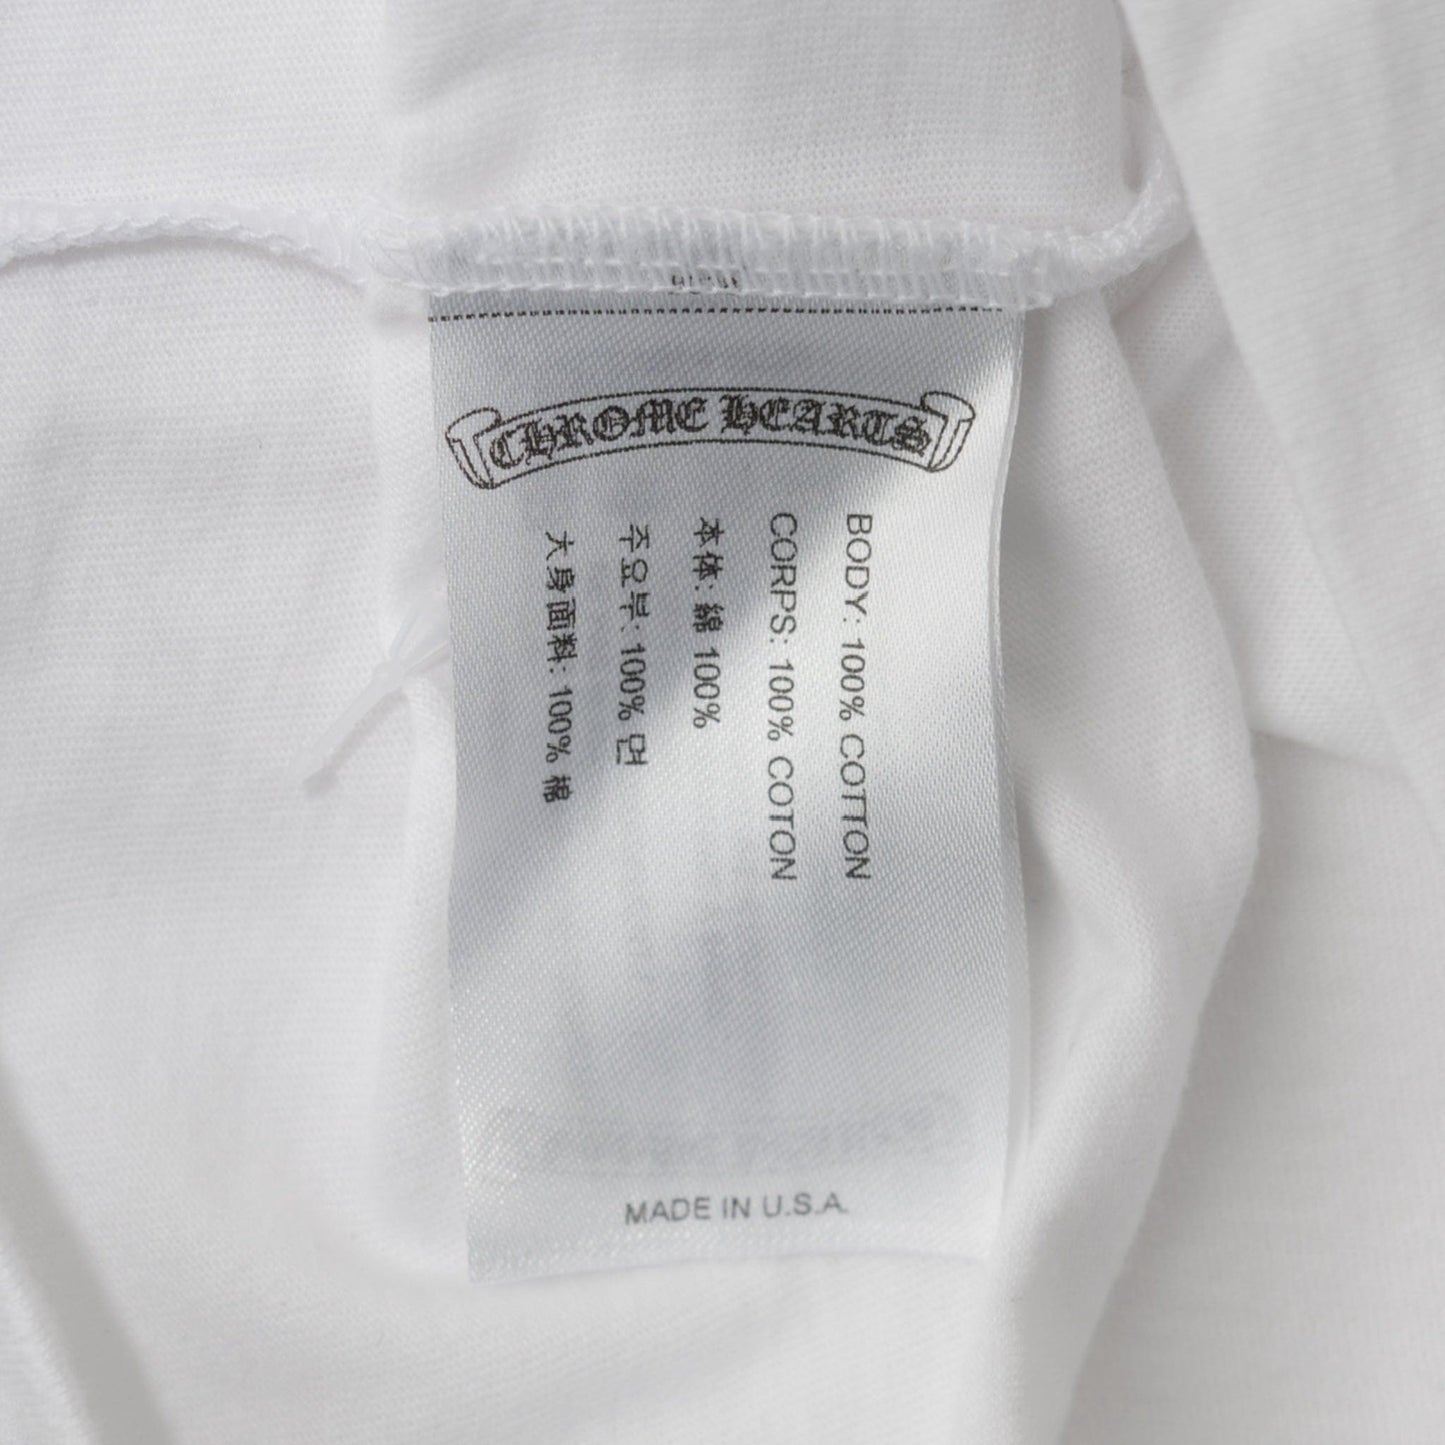 CHROME HEARTS
BODY: 100% COTTON
CORPS: 100% COTON
本体: 綿 100%
주요부: 100% 면
大身面料: 100% 棉
MADE IN U.S.A.